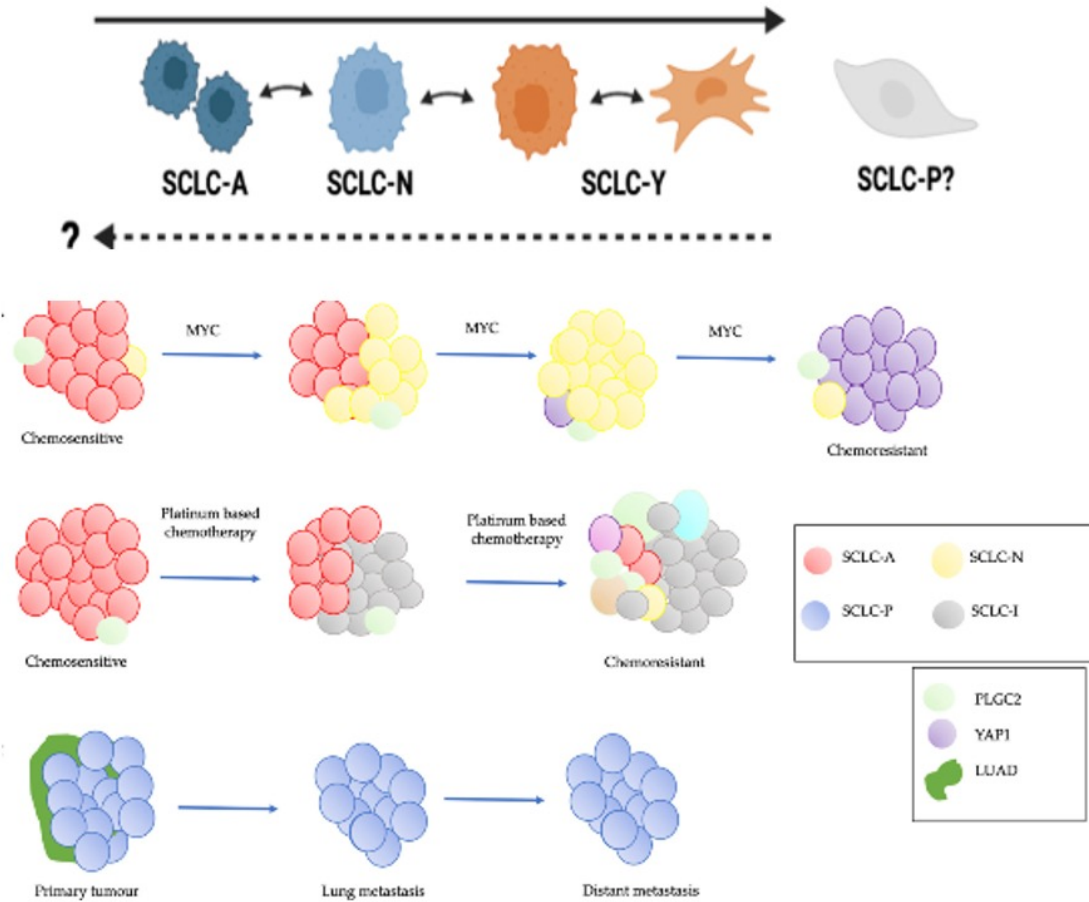 SCLC-A
SCLC-N
SCLC-Y
SCLC-P?
?
MYC
MYC
MYC
Chemosensitive
Chemoresistant
Platinum based
chemotherapy
Platinum based
chemotherapy
Chemosensitive
Chemoresistant
SCLC-A
SCLC-N
SCLC-P
SCLC-I
PLGC2
YAP1
LUAD
Primary tumour
Lung metastasis
Distant metastasis